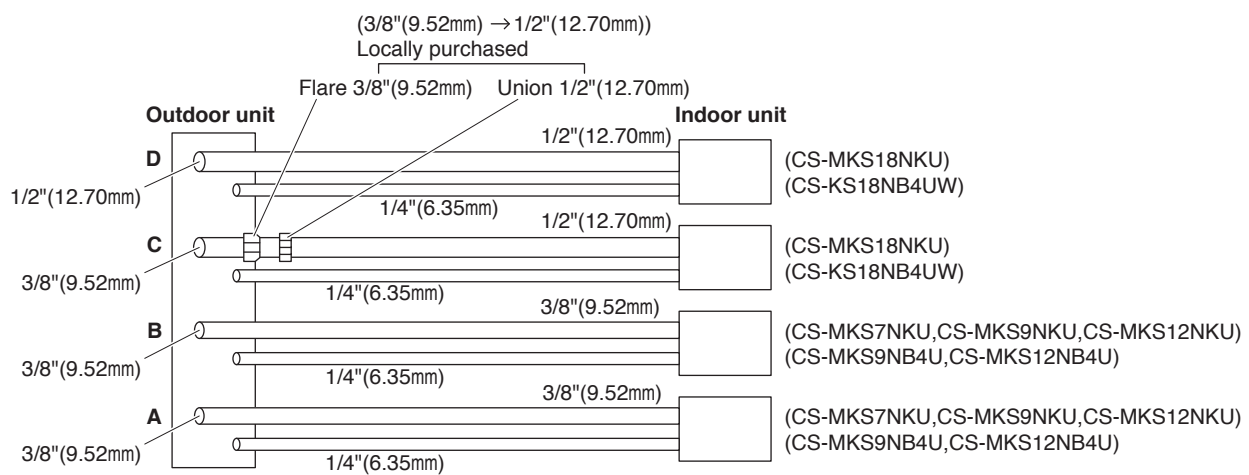 (3/8"(9.52mm) →1/2"(12.70mm))
Locally purchased
Flare 3/8"(9.52mm) Union 1/2"(12.70mm)
Outdoor unit Indoor unit
1/2"(12.70mm)
D
(CS-MKS18NKU)
(CS-KS18NB4UW)
1/2"(12.70mm)
1/4"(6.35mm)
1/2"(12.70mm)
C
(CS-MKS18NKU)
(CS-KS18NB4UW)
3/8"(9.52mm)
1/4"(6.35mm)
3/8"(9.52mm)
B
(CS-MKS7NKU,CS-MKS9NKU,CS-MKS12NKU)
(CS-MKS9NB4U,CS-MKS12NB4U)
3/8"(9.52mm)
1/4"(6.35mm)
3/8"(9.52mm)
A
(CS-MKS7NKU,CS-MKS9NKU,CS-MKS12NKU)
(CS-MKS9NB4U,CS-MKS12NB4U)
3/8"(9.52mm)
1/4"(6.35mm)